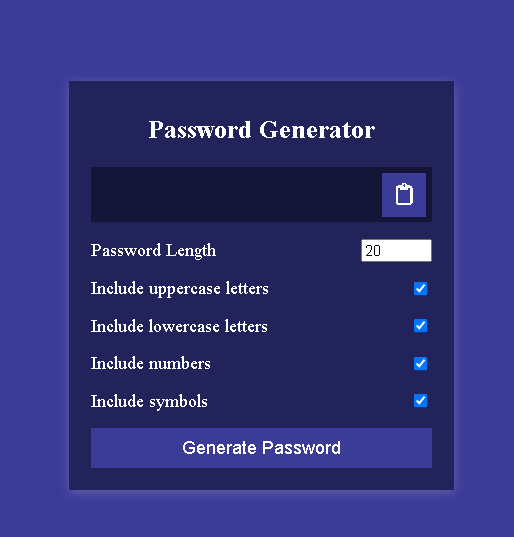 Password Generator
Password Length 20
Include uppercase letters
Include lowercase letters
Include numbers
Include symbols
Generate Password